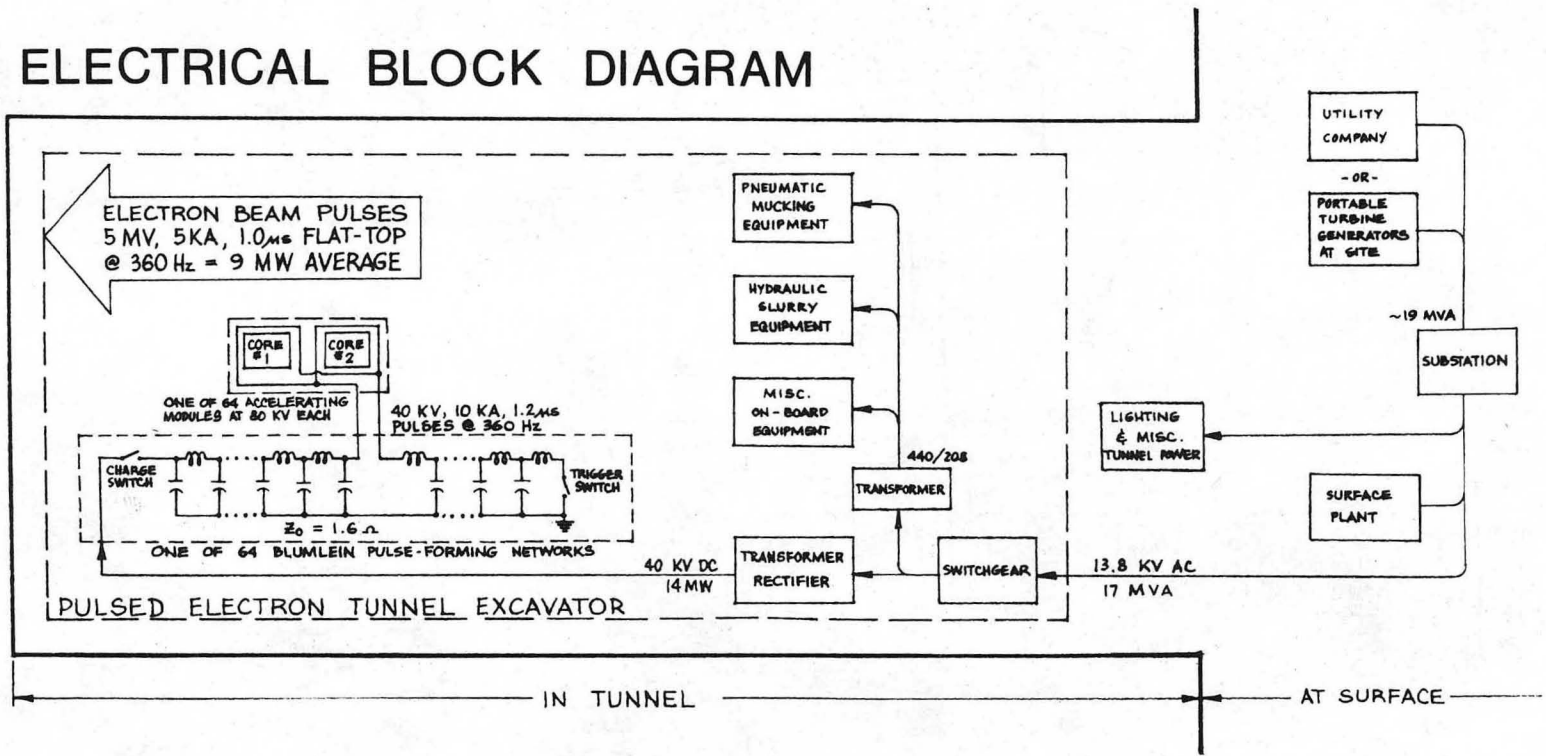 ELECTRICAL BLOCK DIAGRAM
ELECTRON BEAM PULSES
5 MV, 5KA, 1.0μs FLAT-TOP
@ 360 Hz = 9 MW AVERAGE
CORE
#1
CORE
#2
ONE OF 64 ACCELERATING
MODULES AT 80 KV EACH
40 KV, 10 KA, 1.2μs
PULSES @ 360 Hz
CHARGE
SWITCH
TRIGGER
SWITCH
Z₀ = 1.6 Ω
ONE OF 64 BLUMLEIN PULSE-FORMING NETWORKS
PULSED ELECTRON TUNNEL EXCAVATOR
PNEUMATIC
MUCKING
EQUIPMENT
HYDRAULIC
SLURRY
EQUIPMENT
MISC.
ON-BOARD
EQUIPMENT
440/208
TRANSFORMER
40 KV DC
14 MW
TRANSFORMER
RECTIFIER
SWITCHGEAR
13.8 KV AC
17 MVA
UTILITY
COMPANY
-OR-
PORTABLE
TURBINE
GENERATORS
AT SITE
~19 MVA
SUBSTATION
LIGHTING
& MISC.
TUNNEL POWER
SURFACE
PLANT
IN TUNNEL
AT SURFACE